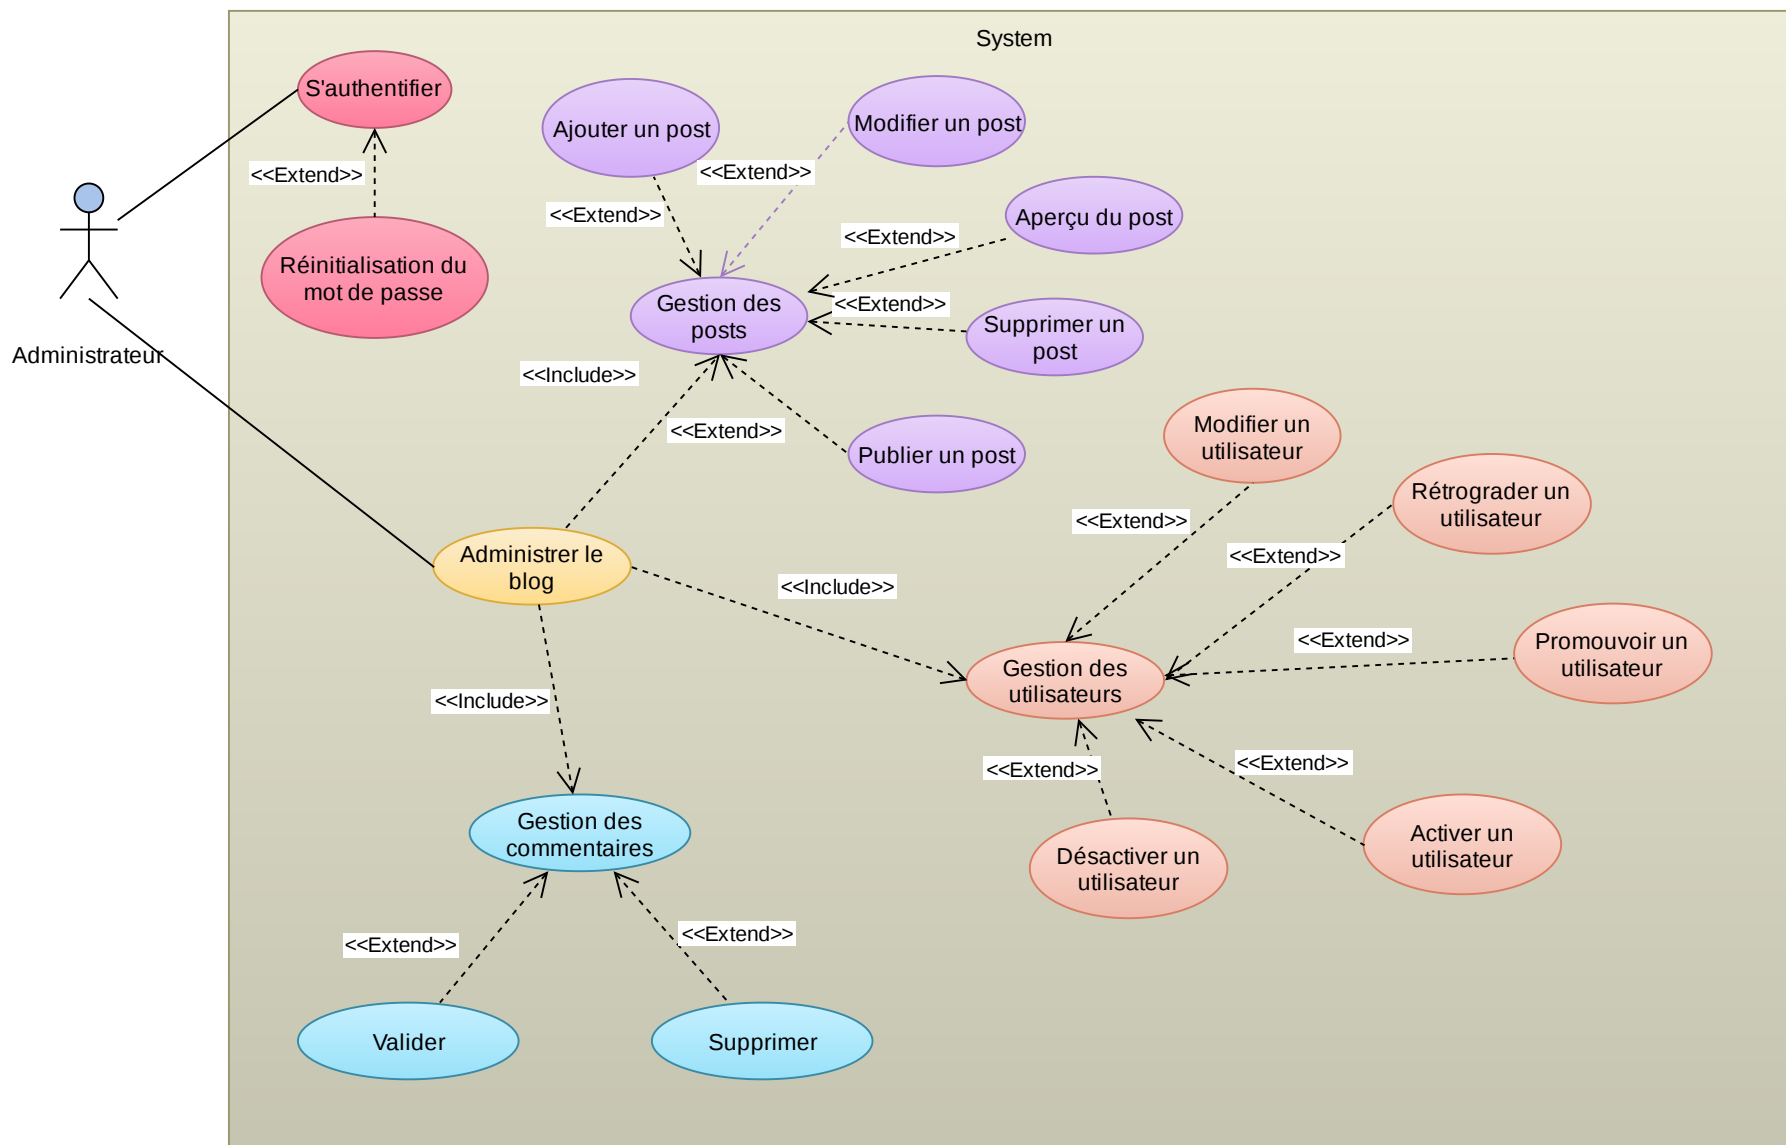 System
S'authentifier
<<Extend>>
Réinitialisation du
mot de passe
Administrateur
Ajouter un post
<<Extend>>
Modifier un post
<<Extend>>
Aperçu du post
<<Extend>>
Gestion des
posts
<<Extend>>
Supprimer un
post
<<Include>>
<<Extend>>
Publier un post
Modifier un
utilisateur
<<Extend>>
Rétrograder un
utilisateur
<<Extend>>
Administrer le
blog
<<Include>>
<<Extend>>
Promouvoir un
utilisateur
Gestion des
utilisateurs
<<Include>>
<<Extend>>
<<Extend>>
Gestion des
commentaires
Désactiver un
utilisateur
Activer un
utilisateur
<<Extend>>
<<Extend>>
Valider
Supprimer